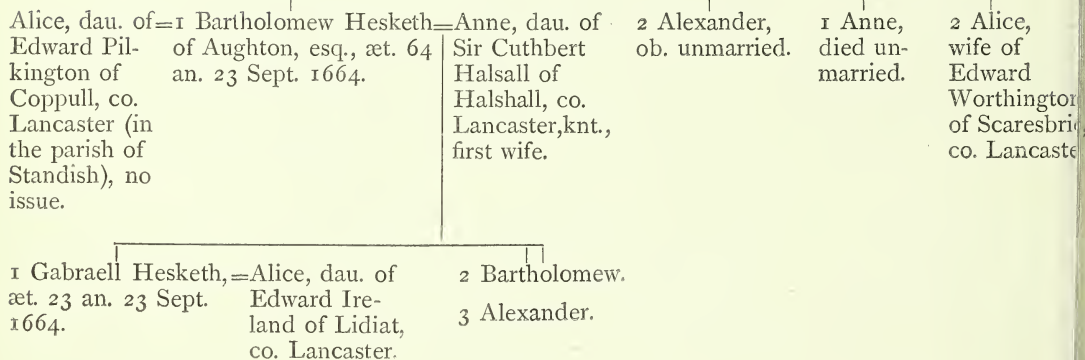 Alice, dau. of=1 Bartholomew Hesketh=Anne, dau. of 2 Alexander, 1 Anne, 2 Alice,
Edward Pil- of Aughton, esq., æt. 64 Sir Cuthbert ob. unmarried. died un- wife of
kington of an. 23 Sept. 1664. Halsall of married. Edward
Coppull, co. Halshall, co. Worthington
Lancaster (in Lancaster,knt., of
the parish of first wife. co.
Standish), no
issue.
1 Gabraell Hesketh,=Alice, dau. of 2 Bartholomew.
æt. 23 an. 23 Sept. Edward Ire- 3 Alexander.
1664. land of Lidiat,
co. Lancaster.